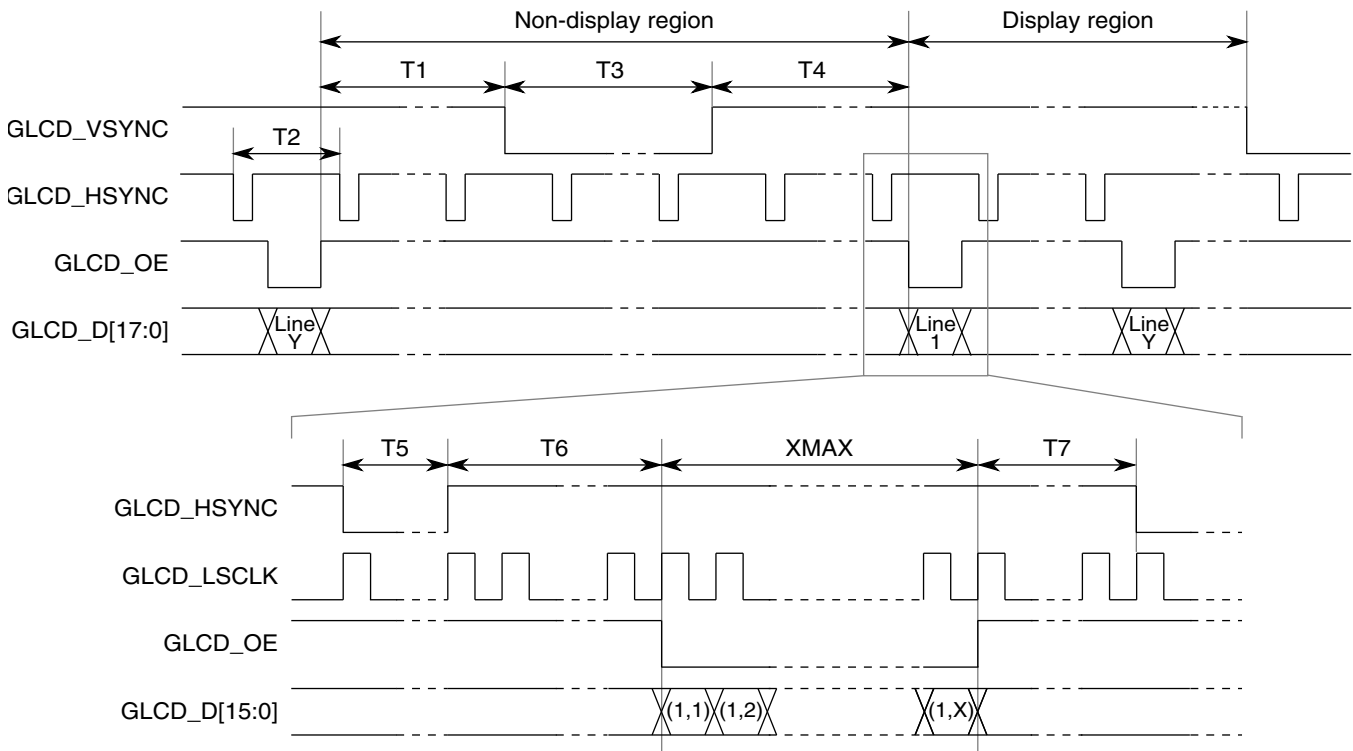 Non-display region
Display region
T1
T3
T4
GLCD_VSYNC
T2
GLCD_HSYNC
GLCD_OE
GLCD_D[17:0]
Line
Y
Line
1
Line
Y
T5
T6
XMAX
T7
GLCD_HSYNC
GLCD_LSCLK
GLCD_OE
GLCD_D[15:0]
(1,1)
(1,2)
(1,X)